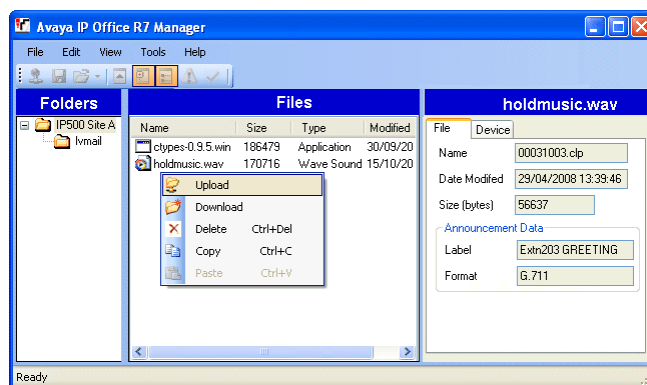 Avaya IP Office R7 Manager
File Edit View Tools Help
Folders
IP500 Site A
lvmail
Files
Name Size Type Modified
ctypes-0.9.5.win 186479 Application 30/09/20
holdmusic.wav 170716 Wave Sound 15/10/20
Upload
Download
Delete Ctrl+Del
Copy Ctrl+C
Paste Ctrl+V
holdmusic.wav
File Device
Name 00031003.clp
Date Modifed 29/04/2008 13:39:46
Size (bytes) 56637
Announcement Data
Label Extn203 GREETING
Format G.711
Ready